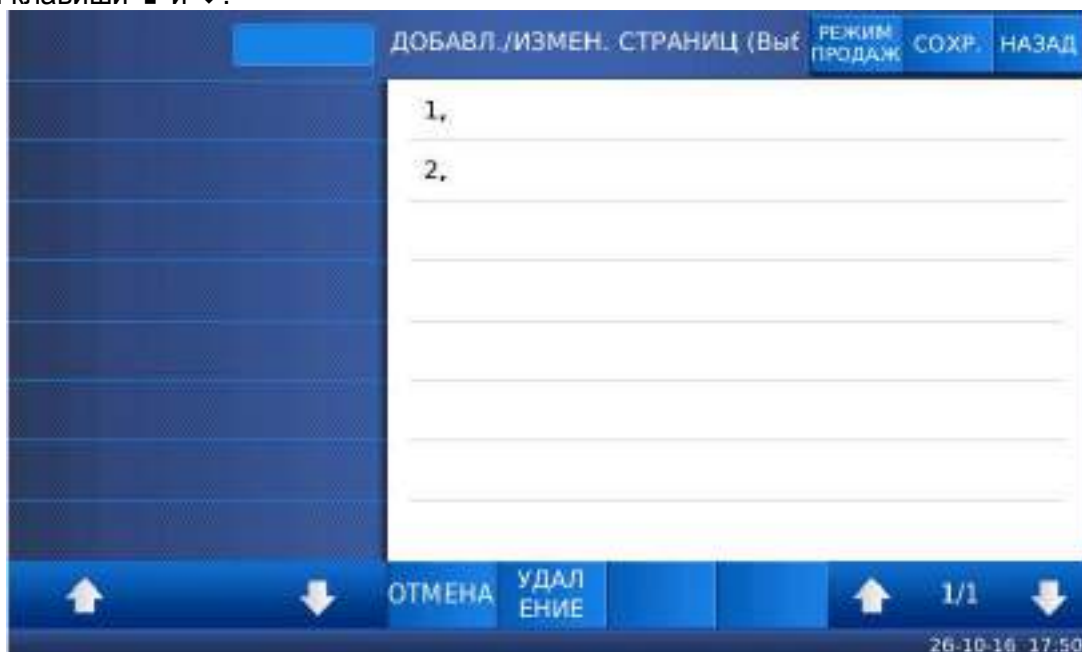 клавиши и
ДОБАВЛ./ИЗМЕН. СТРАНИЦ (Выб
РЕЖИМ ПРОДАЖ
СОХР.
НАЗАД
1,
2,
ОТМЕНА
УДАЛ
ЕНИЕ
1/1
26-10-16 17:50